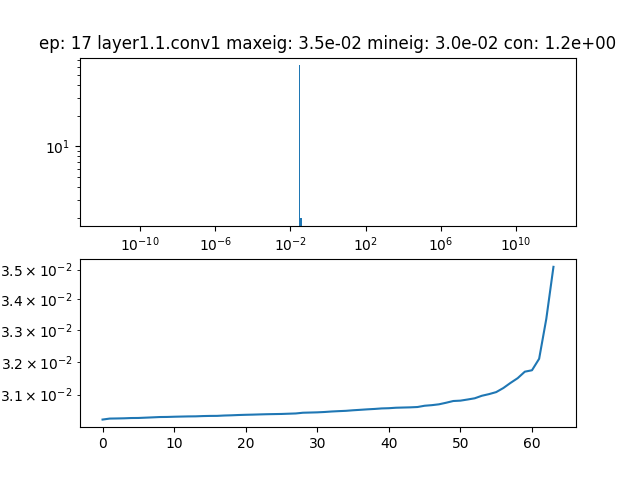 ep: 17 layer1.1.conv1 maxeig: 3.5e-02 mineig: 3.0e-02 con: 1.2e+00
10¹
10⁻¹⁰ 10⁻⁶ 10⁻² 10² 10⁶ 10¹⁰
3.5 × 10⁻²
3.4 × 10⁻²
3.3 × 10⁻²
3.2 × 10⁻²
3.1 × 10⁻²
0 10 20 30 40 50 60